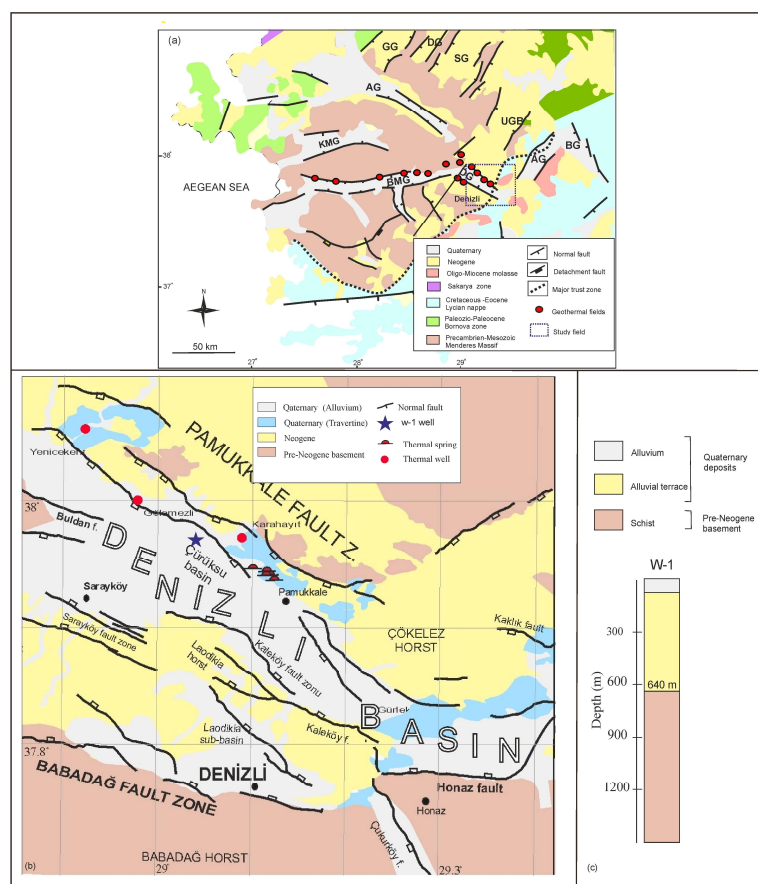 (a)
GG
DG
SG
AG
UGB
KMG
BG
AG
38°
BMG
DG
AEGEAN SEA
Denizli
Quaternary
Neogene
Oligo-Miocene molasse
Sakarya zone
Cretaceous -Eocene
Lycian nappe
Paleozic-Paleocene
Bornova zone
Precambrien-Mesozoic
Menderes Massif
Normal fault
Detachment fault
Major trust zone
Geothermal fields
Study field
37°
N
50 km
27°
28°
29°
Qaternary (Alluvium)
Quaternary (Travertine)
Neogene
Pre-Neogene basement
Normal fault
w-1 well
Thermal spring
Thermal well
PAMUKKALE FAULT Z.
Yenicekent
38°
Gölemezli
Karahayıt
Buldan f.
Çürüksu
basin
DENIZLI
Sarayköy
Pamukkale
ÇÖKELEZ
HORST
Kaklık fault
Sarayköy fault zone
Laodikia
horst
Kaleköy fault zonu
Gürlek
BASIN
Laodikia
sub-basin
Kaleköy f.
37.8°
DENİZLİ
BABADAĞ FAULT ZONE
Honaz fault
Honaz
Çukurköy f.
BABADAĞ HORST
29°
29.3°
(b)
Alluvium
Alluvial terrace
Quaternary
deposits
Schist
Pre-Neogene
basement
W-1
300
600
640 m
900
1200
Depth (m)
(c)